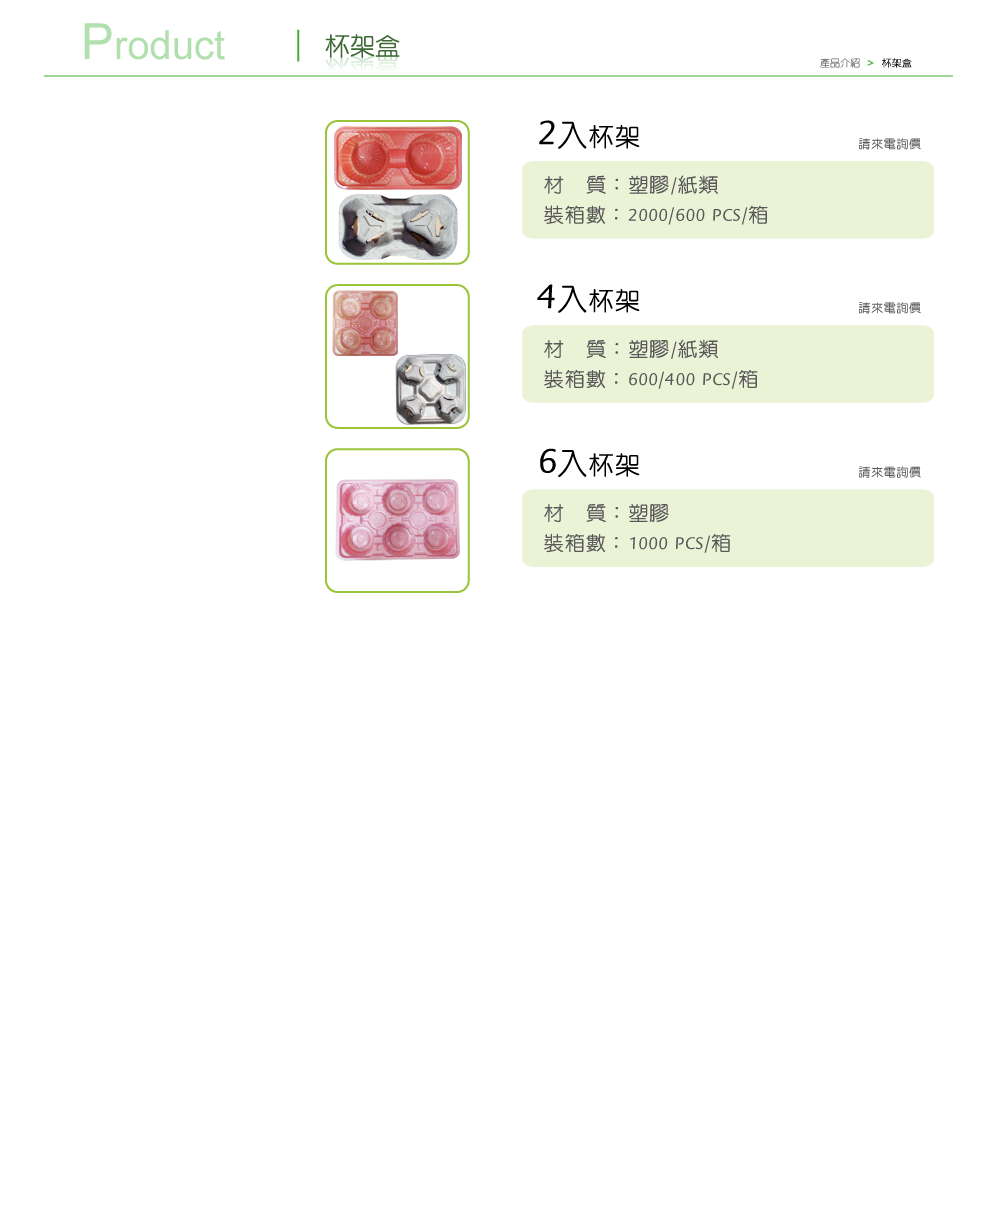 Product
杯架盒
產品介紹 > 杯架盒
2入杯架
請來電詢價
材　質：塑膠/紙類
裝箱數：2000/600 PCS/箱
4入杯架
請來電詢價
材　質：塑膠/紙類
裝箱數：600/400 PCS/箱
6入杯架
請來電詢價
材　質：塑膠
裝箱數：1000 PCS/箱